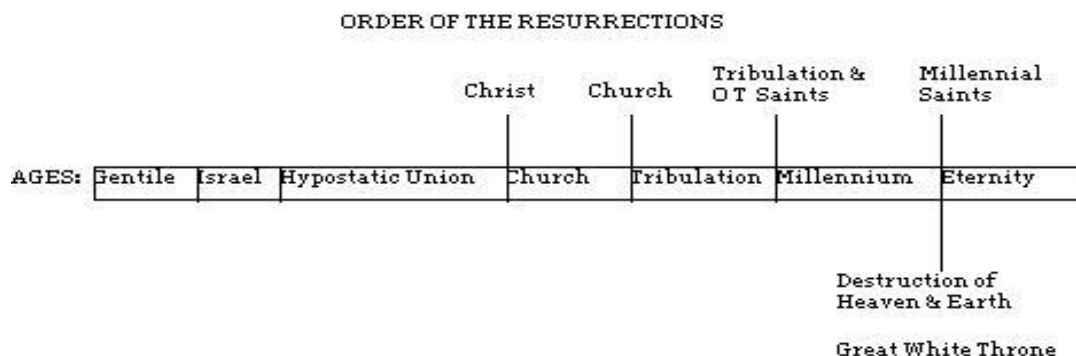 ORDER OF THE RESURRECTIONS
Christ
Church
Tribulation &
O T Saints
Millennial
Saints
AGES: Gentile Israel Hypostatic Union Church Tribulation Millennium Eternity
Destruction of
Heaven & Earth
Great White Throne